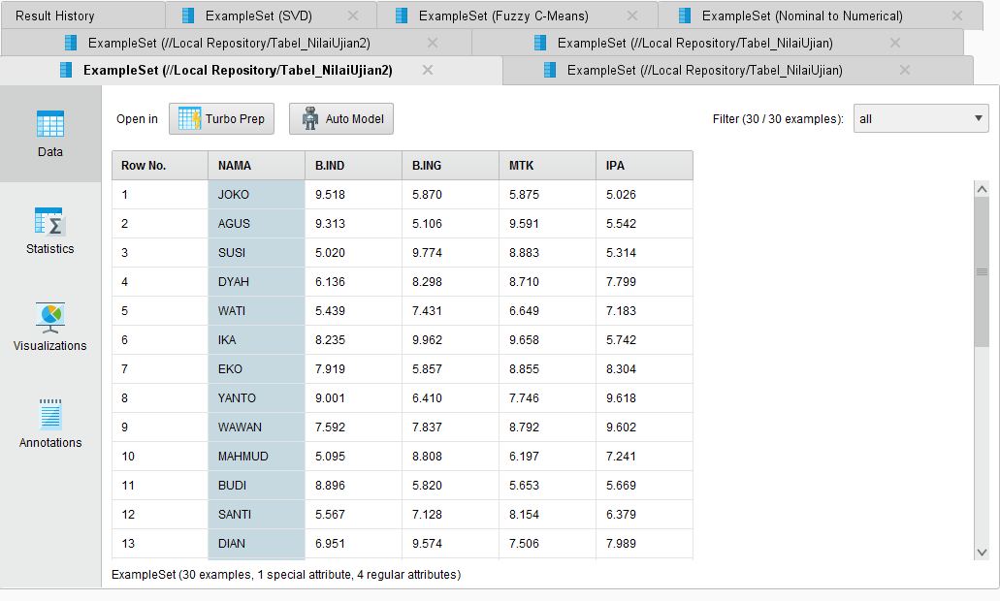 Result History ExampleSet (SVD) ExampleSet (Fuzzy C-Means) ExampleSet (Nominal to Numerical)
ExampleSet (//Local Repository/Tabel_NilaiUjian2) ExampleSet (//Local Repository/Tabel_NilaiUjian)
ExampleSet (//Local Repository/Tabel_NilaiUjian2) ExampleSet (//Local Repository/Tabel_NilaiUjian)
Data
Statistics
Visualizations
Annotations
Open in Turbo Prep Auto Model Filter (30 / 30 examples): all
Row No. NAMA B.IND B.ING MTK IPA
1 JOKO 9.518 5.870 5.875 5.026
2 AGUS 9.313 5.106 9.591 5.542
3 SUSI 5.020 9.774 8.883 5.314
4 DYAH 6.136 8.298 8.710 7.799
5 WATI 5.439 7.431 6.649 7.183
6 IKA 8.235 9.962 9.658 5.742
7 EKO 7.919 5.857 8.855 8.304
8 YANTO 9.001 6.410 7.746 9.618
9 WAWAN 7.592 7.837 8.792 9.602
10 MAHMUD 5.095 8.808 6.197 7.241
11 BUDI 8.896 5.820 5.653 5.669
12 SANTI 5.567 7.128 8.154 6.379
13 DIAN 6.951 9.574 7.506 7.989
ExampleSet (30 examples, 1 special attribute, 4 regular attributes)